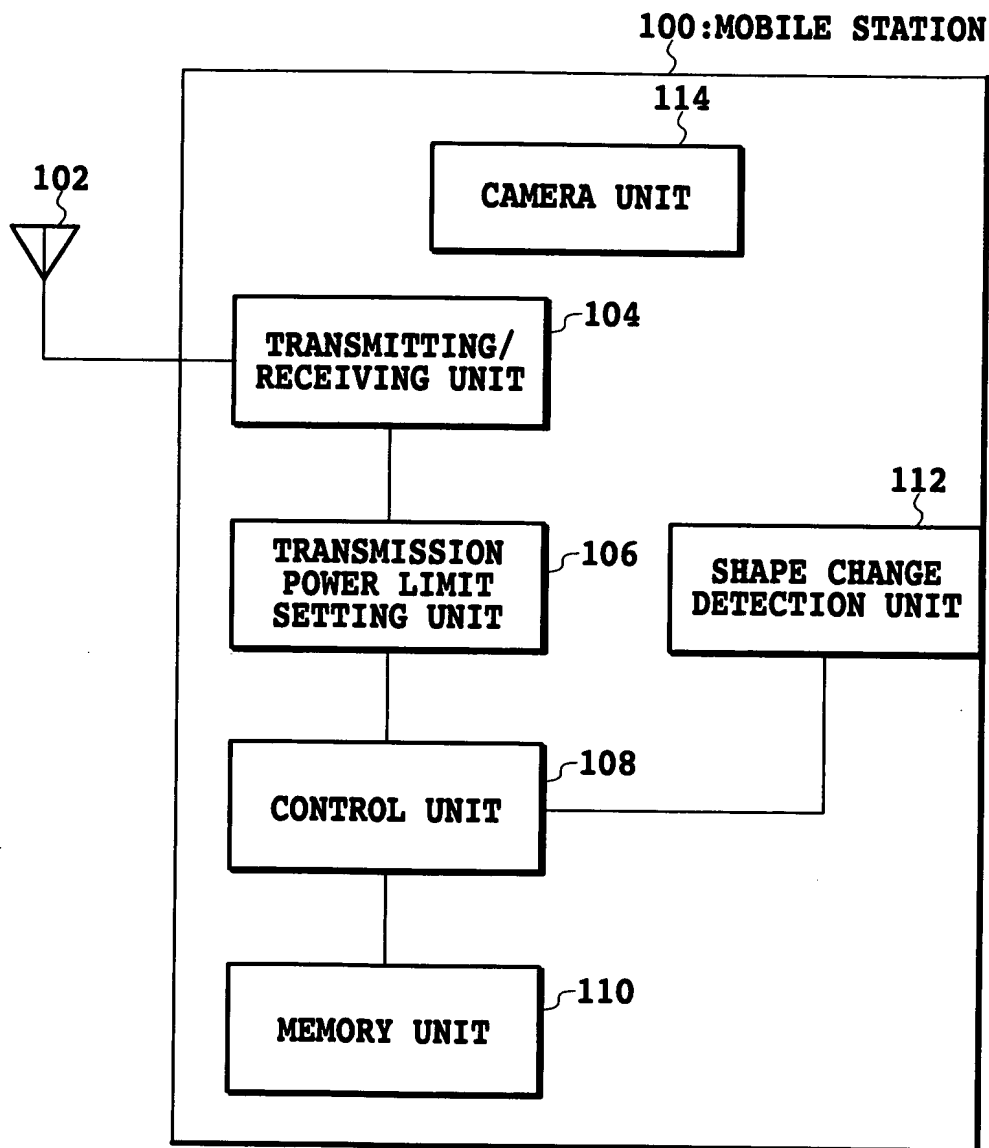 100:MOBILE STATION
114
CAMERA UNIT
102
104
TRANSMITTING/
RECEIVING UNIT
112
106
TRANSMISSION
POWER LIMIT
SETTING UNIT
SHAPE CHANGE
DETECTION UNIT
108
CONTROL UNIT
110
MEMORY UNIT